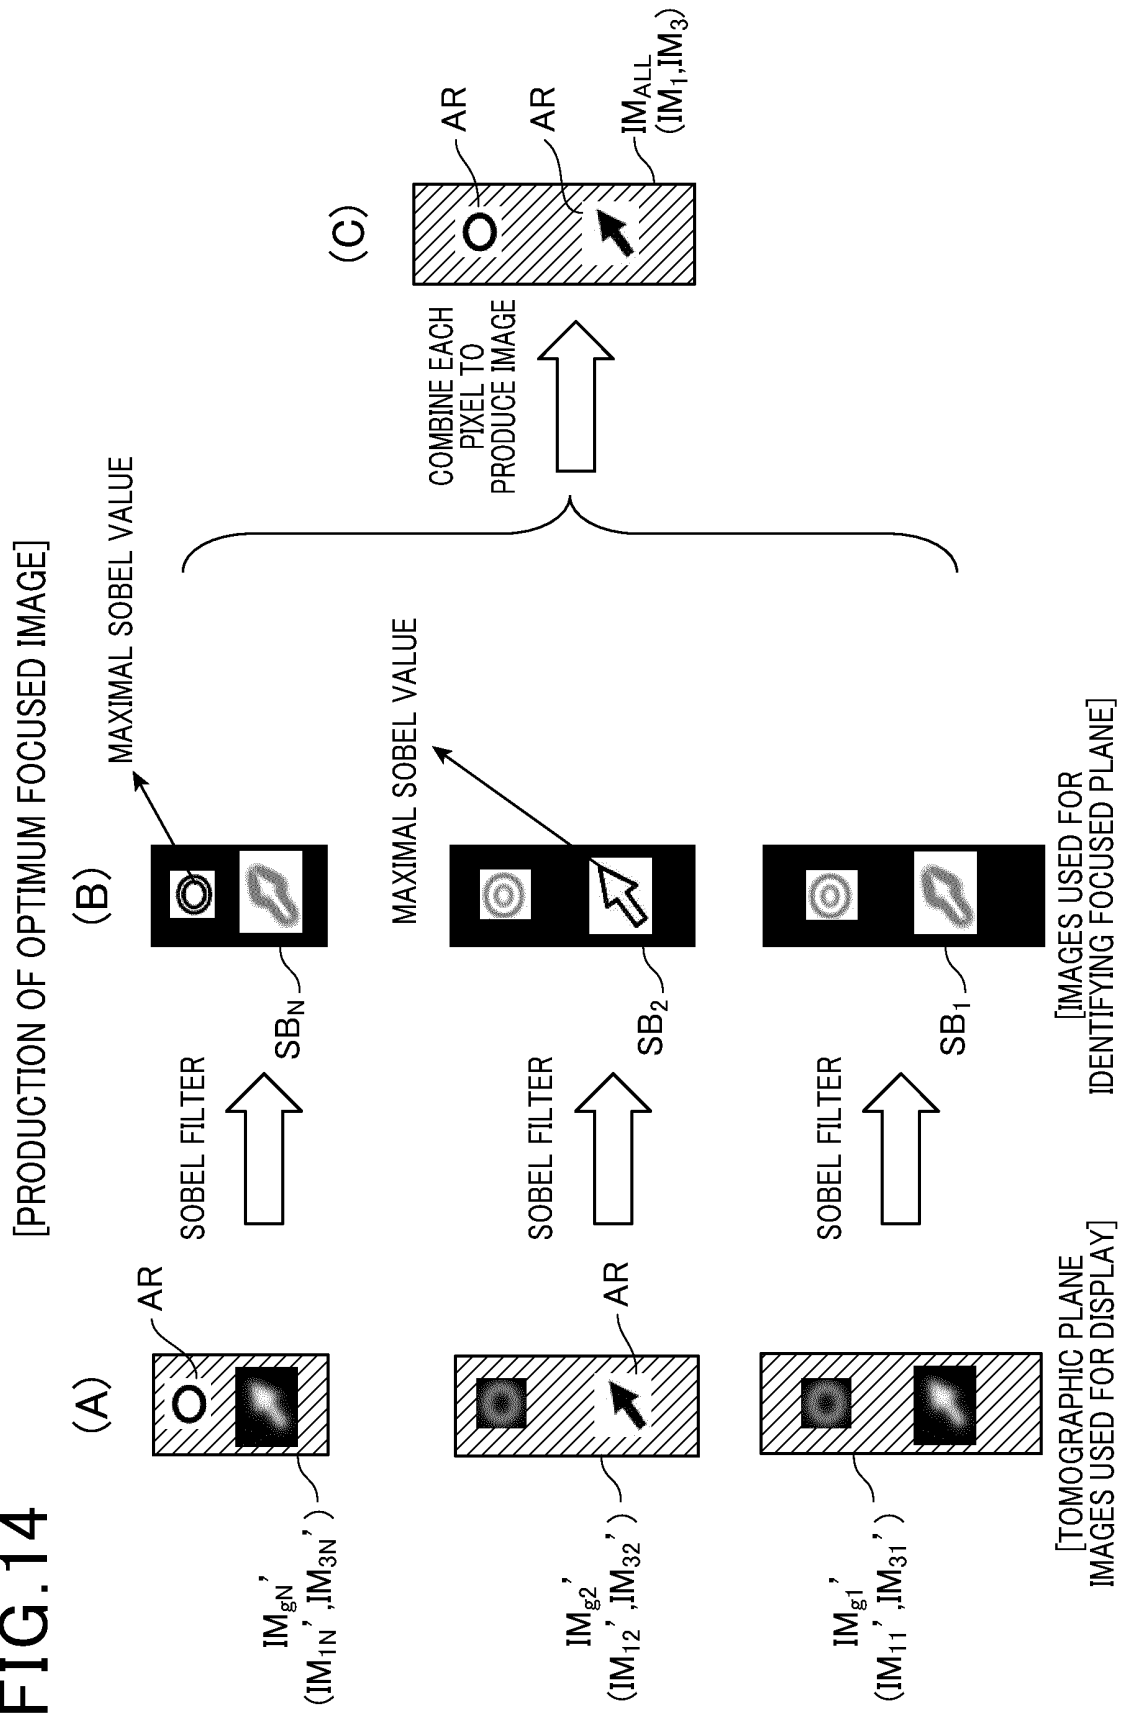 FIG.14
[PRODUCTION OF OPTIMUM FOCUSED IMAGE]
(A)
(B)
(C)
AR
IMgN'
(IM1N',IM3N')
SOBEL FILTER
SBN
MAXIMAL SOBEL VALUE
AR
IMg2'
(IM12',IM32')
SOBEL FILTER
SB2
MAXIMAL SOBEL VALUE
IMg1'
(IM11',IM31')
SOBEL FILTER
SB1
COMBINE EACH
PIXEL TO
PRODUCE IMAGE
AR
AR
IMALL
(IM1,IM3)
[TOMOGRAPHIC PLANE
IMAGES USED FOR DISPLAY]
[IMAGES USED FOR
IDENTIFYING FOCUSED PLANE]